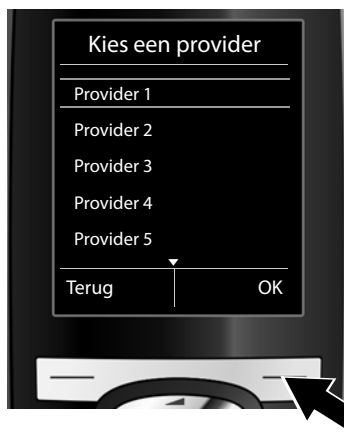 Kies een provider
Provider 1
Provider 2
Provider 3
Provider 4
Provider 5
Terug OK